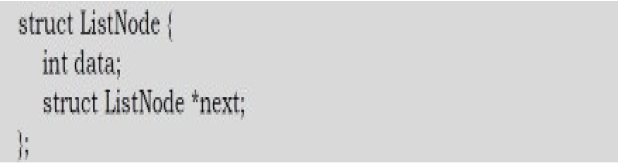 struct ListNode {
int data;
struct ListNode *next;
};